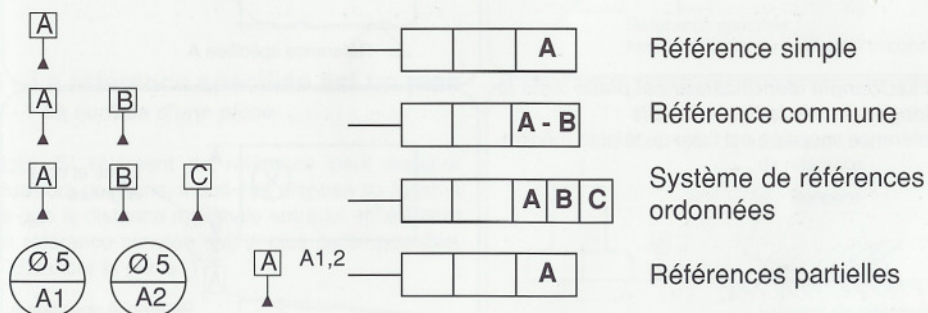 A A Référence simple
A B A - B Référence commune
A B C A B C Système de références
ordonnées
Ø 5 Ø 5 A A1,2 A Références partielles
A1 A2